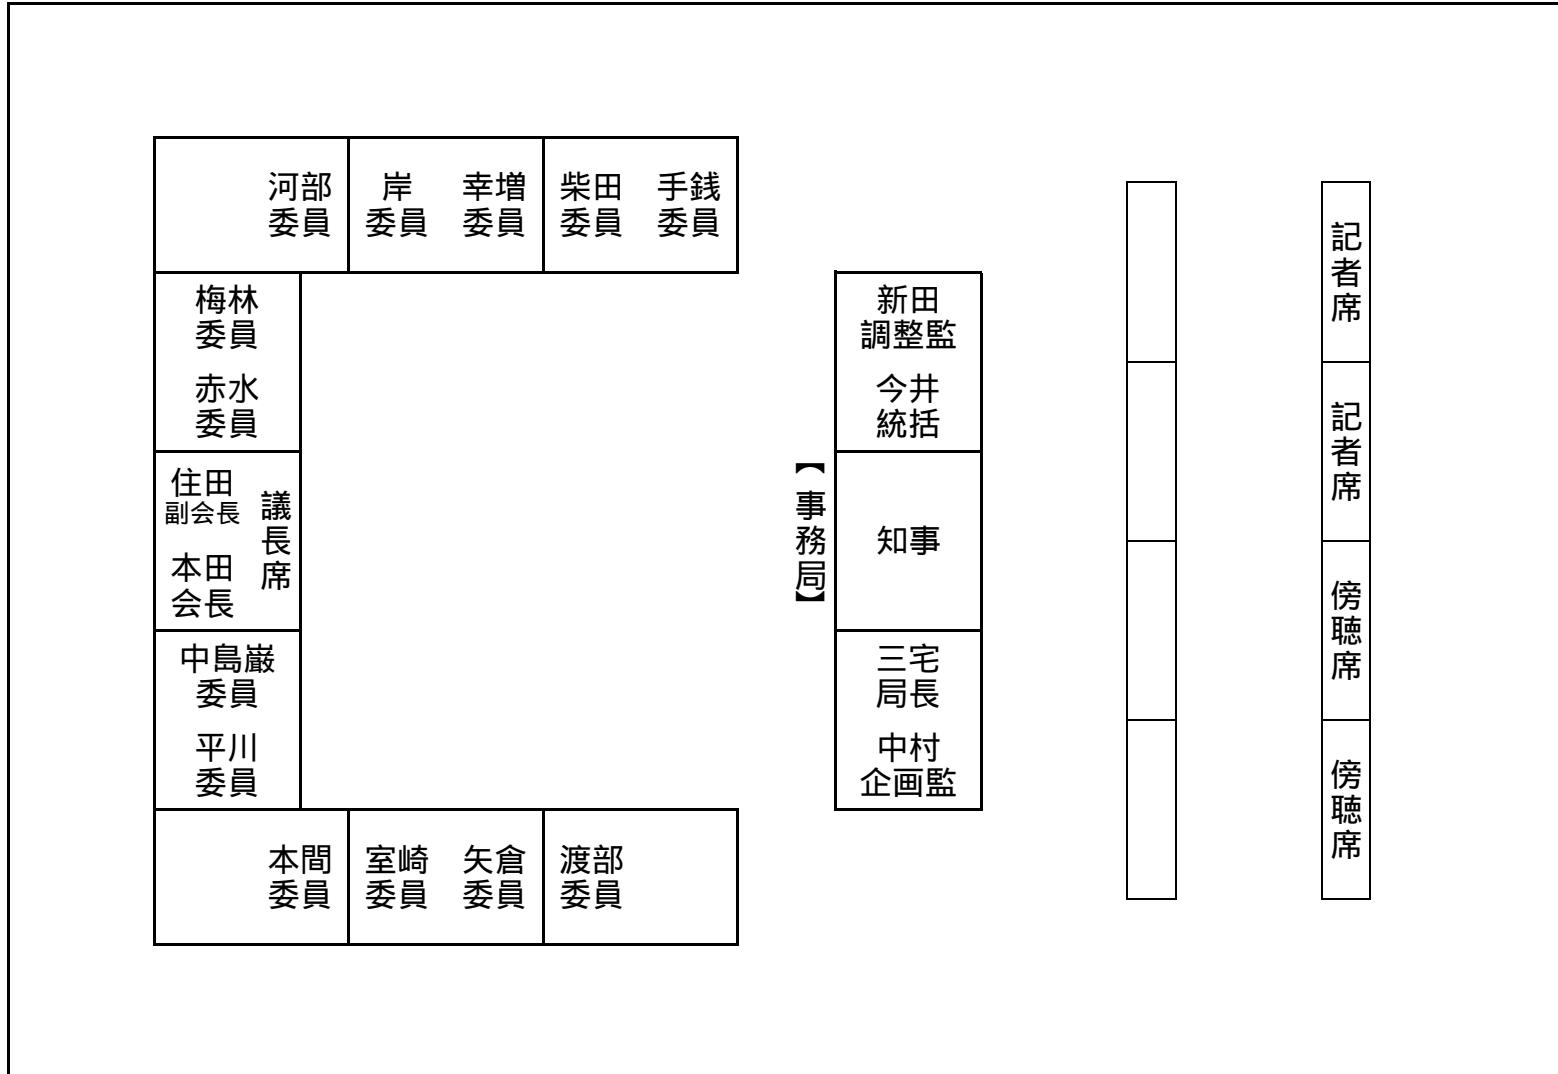 河部
委員
岸
委員
幸増
委員
柴田
委員
手銭
委員
梅林
委員
赤水
委員
住田
副会長
本田
会長
議長席
中島巌
委員
平川
委員
本間
委員
室崎
委員
矢倉
委員
渡部
委員
【事務局】
新田
調整監
今井
統括
知事
三宅
局長
中村
企画監
記者席
記者席
傍聴席
傍聴席